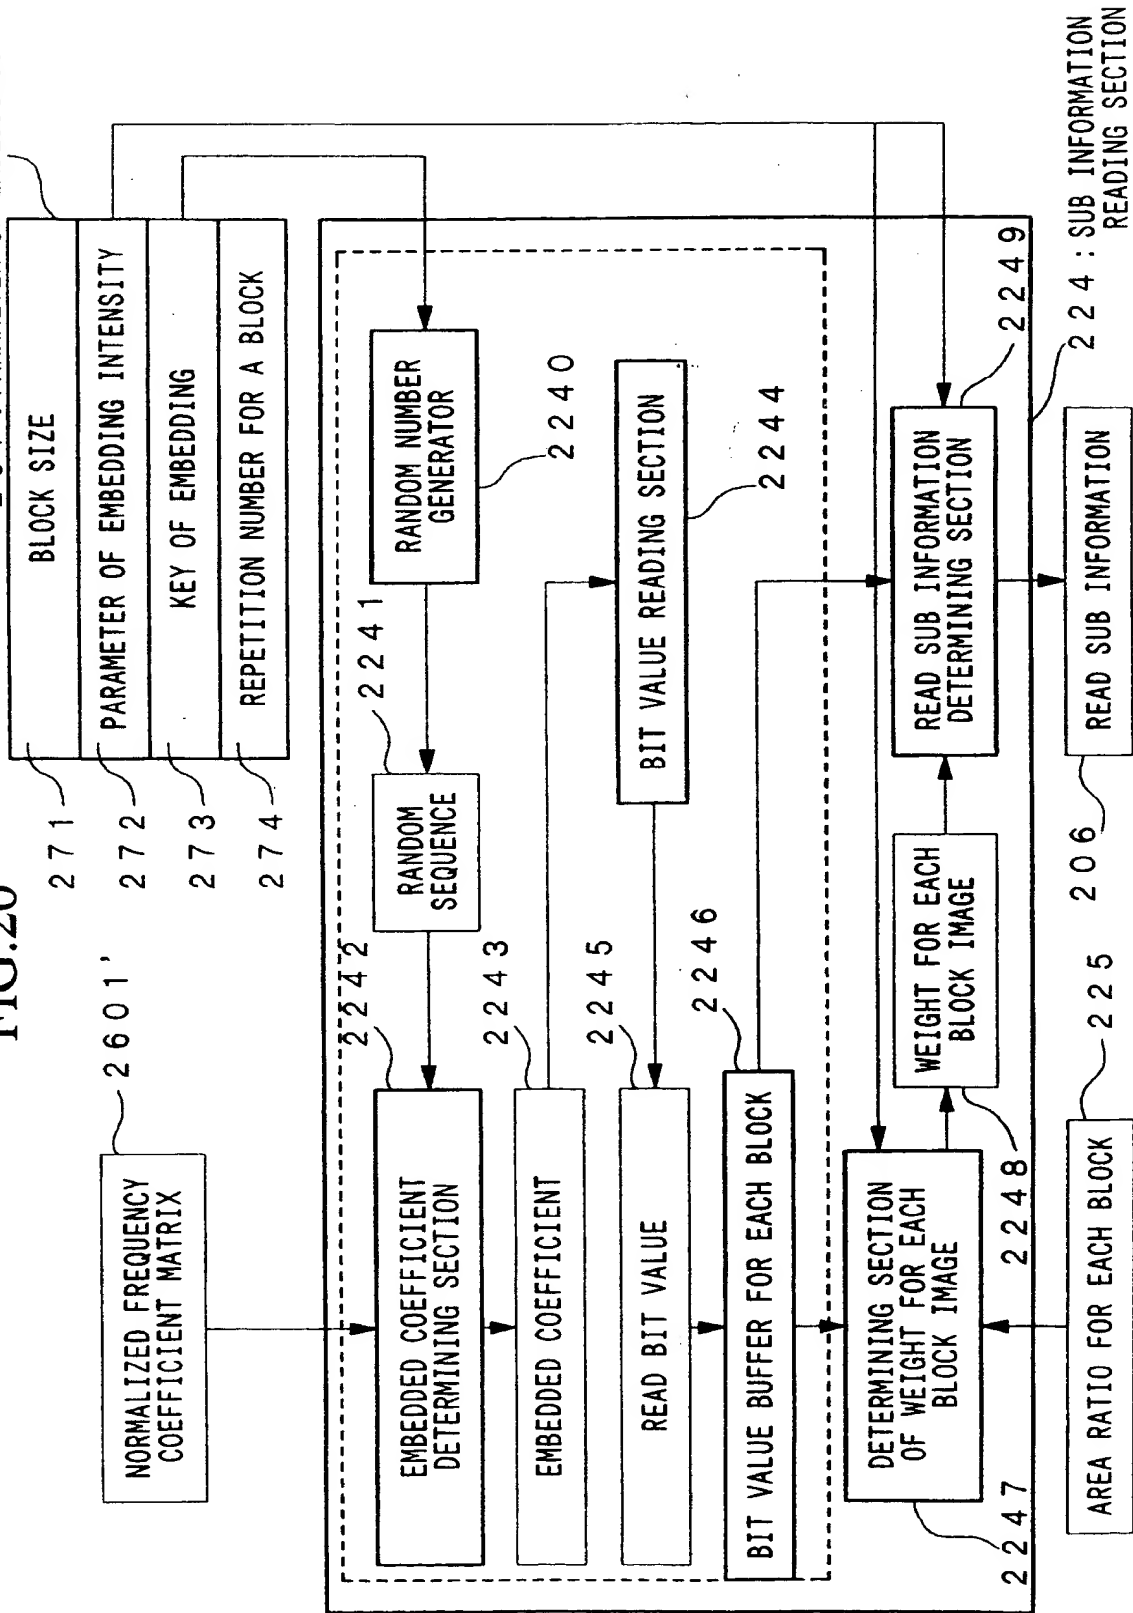 FIG.26
271
BLOCK SIZE
272
PARAMETER OF EMBEDDING INTENSITY
273
KEY OF EMBEDDING
274
REPETITION NUMBER FOR A BLOCK
2601'
NORMALIZED FREQUENCY
COEFFICIENT MATRIX
2242
EMBEDDED COEFFICIENT
DETERMINING SECTION
2241
RANDOM
SEQUENCE
RANDOM NUMBER
GENERATOR
2240
2243
EMBEDDED COEFFICIENT
BIT VALUE READING SECTION
2244
2245
READ BIT VALUE
2246
BIT VALUE BUFFER FOR EACH BLOCK
DETERMINING SECTION
OF WEIGHT FOR EACH
BLOCK IMAGE
2247
WEIGHT FOR EACH
BLOCK IMAGE
2248
READ SUB INFORMATION
DETERMINING SECTION
2249
224 : SUB INFORMATION
READING SECTION
AREA RATIO FOR EACH BLOCK
225
206
READ SUB INFORMATION